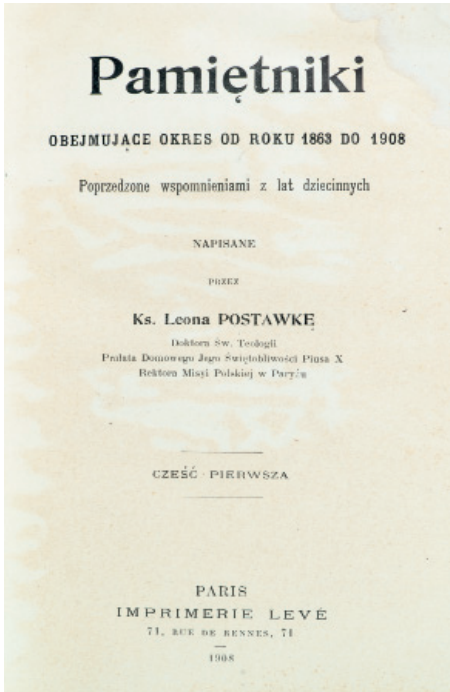 Pamiętniki
OBEJMUJĄCE OKRES OD ROKU 1863 DO 1908
Poprzedzone wspomnieniami z lat dziecinnych
NAPISANE
PRZEZ
Ks. Leona POSTAWKĘ
Doktora Św. Teologii
Prałata Domowego Jego Świętobliwości Piusa X
Rektora Misyi Polskiej w Paryżu
CZEŚĆ PIERWSZA
PARIS
IMPRIMERIE LEVÉ
71, RUE DE RENNES, 71
1908